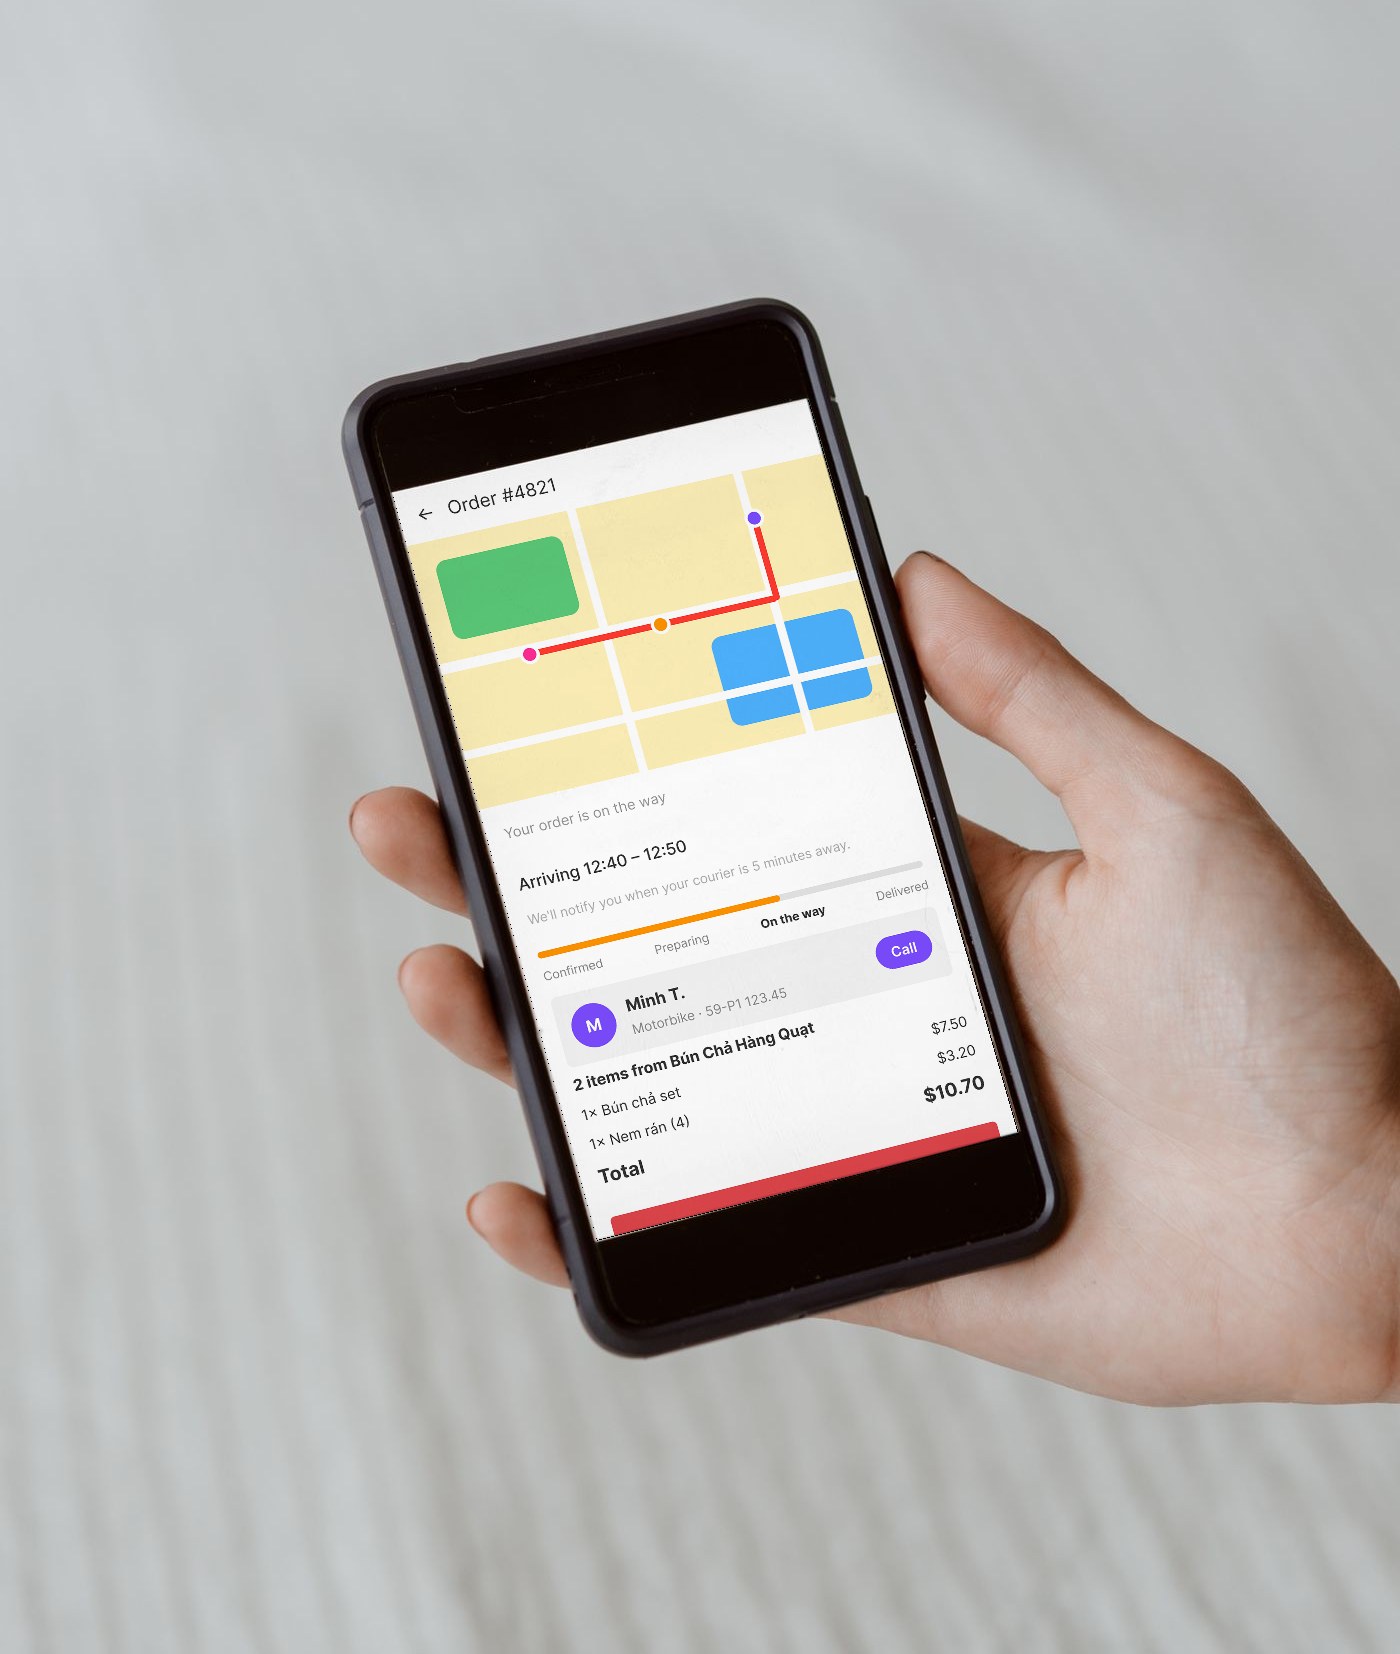 ← Order #4821
Your order is on the way
Arriving 12:40 – 12:50
We'll notify you when your courier is 5 minutes away.
Confirmed Preparing On the way Delivered
M
Minh T.
Motorbike · 59-P1 123.45
Call
2 items from Bún Chả Hàng Quạt
1× Bún chả set $7.50
1× Nem rán (4) $3.20
Total $10.70